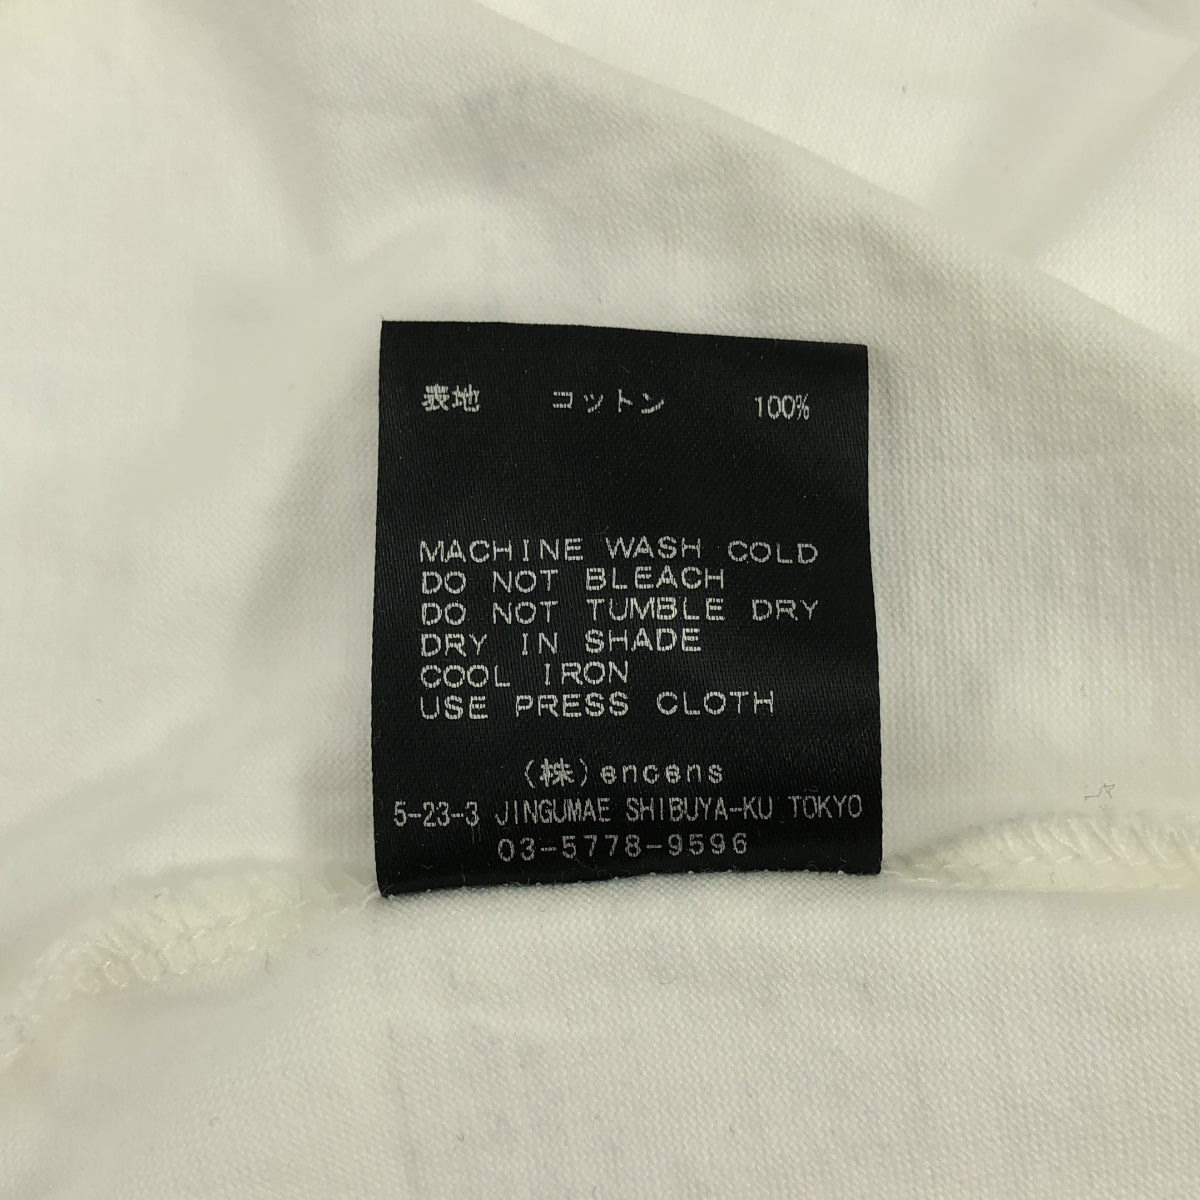 表地 コットン 100%
MACHINE WASH COLD
DO NOT BLEACH
DO NOT TUMBLE DRY
DRY IN SHADE
COOL IRON
USE PRESS CLOTH
(株)encens
5-23-3 JINGUMAE SHIBUYA-KU TOKYO
03-5778-9596